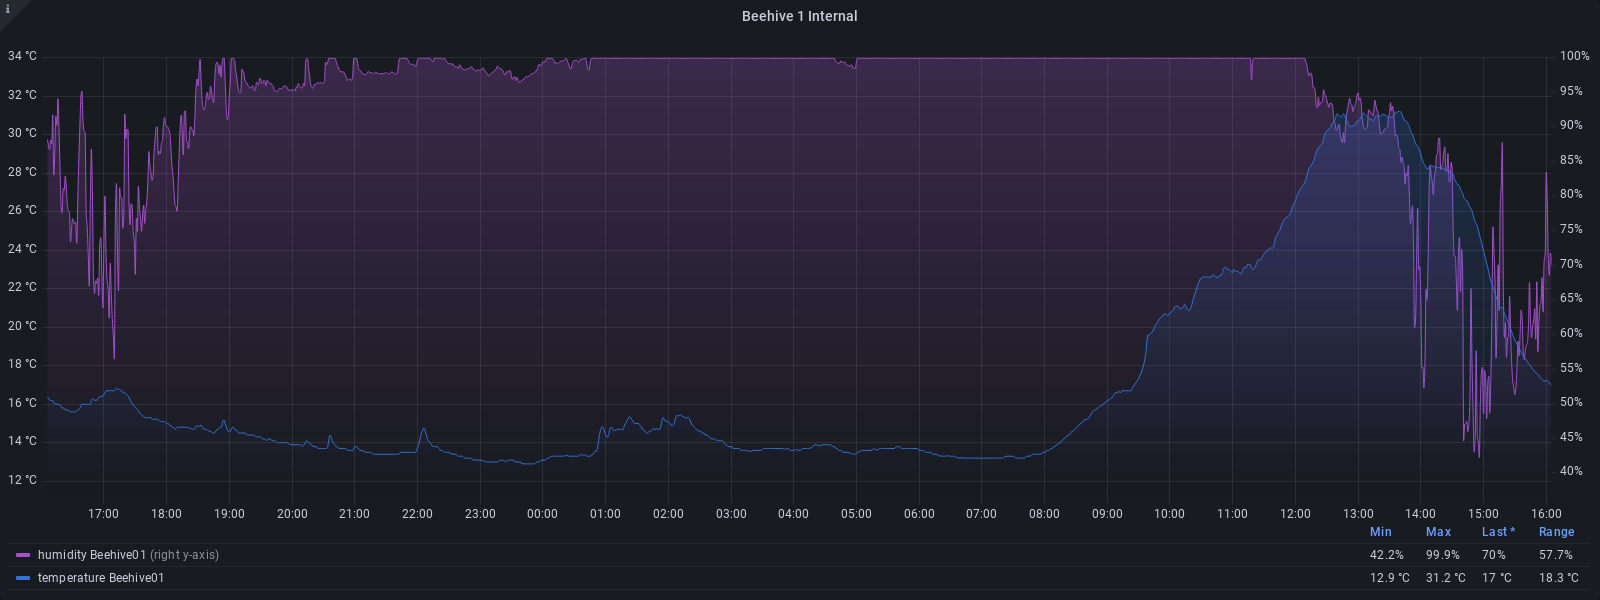 i
Beehive 1 Internal
34 °C 100%
32 °C 95%
30 °C 90%
28 °C 85%
26 °C 80%
24 °C 75%
22 °C 70%
20 °C 65%
18 °C 60%
16 °C 55%
14 °C 50%
12 °C 45%
40%
17:00 18:00 19:00 20:00 21:00 22:00 23:00 00:00 01:00 02:00 03:00 04:00 05:00 06:00 07:00 08:00 09:00 10:00 11:00 12:00 13:00 14:00 15:00 16:00
Min Max Last * Range
humidity Beehive01 (right y-axis) 42.2% 99.9% 70% 57.7%
temperature Beehive01 12.9 °C 31.2 °C 17 °C 18.3 °C